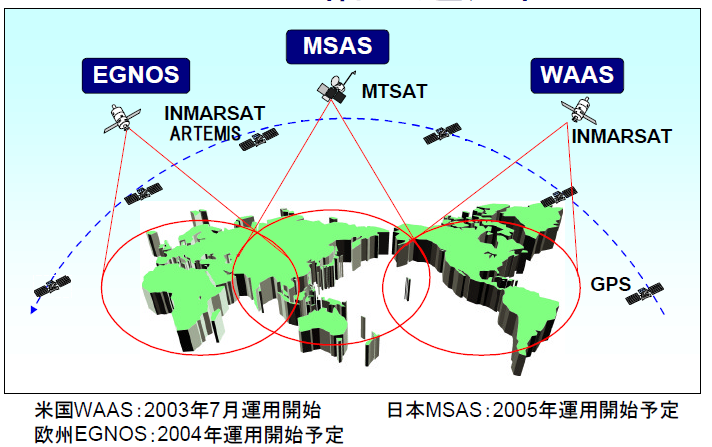 MSAS
EGNOS
WAAS
MTSAT
INMARSAT
ARTEMIS
INMARSAT
GPS
米国WAAS：2003年7月運用開始
日本MSAS：2005年運用開始予定
欧州EGNOS：2004年運用開始予定